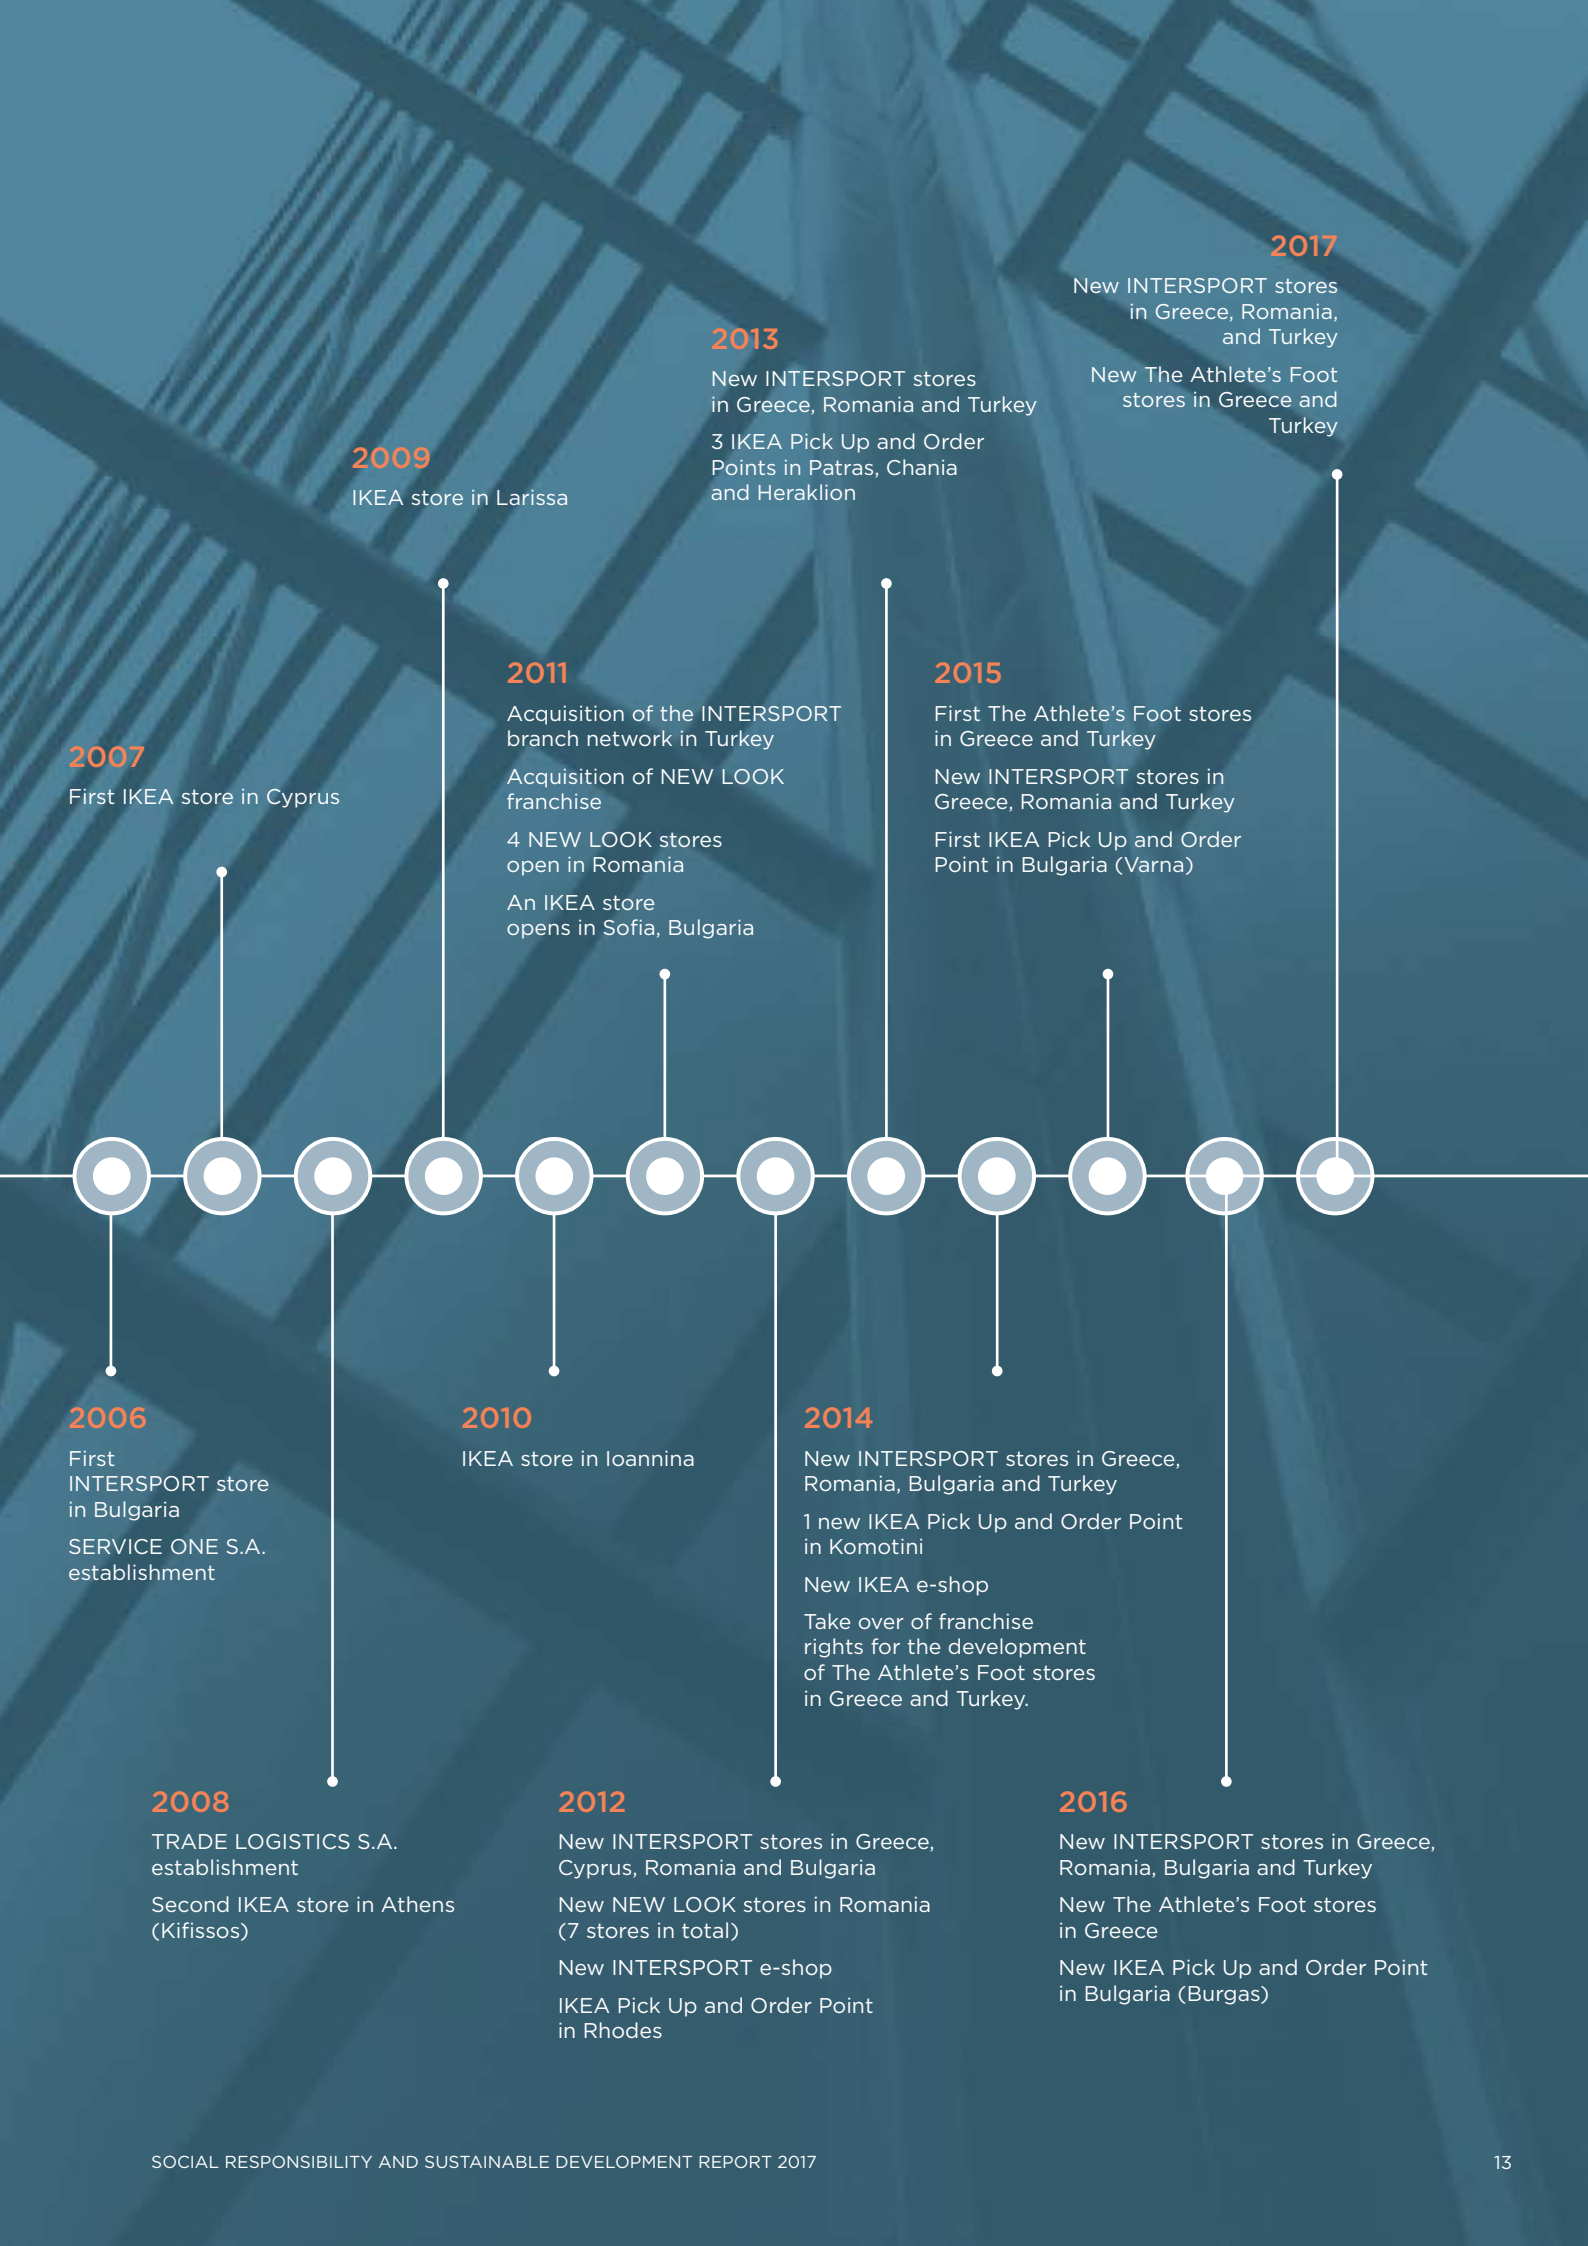 2017
New INTERSPORT stores
in Greece, Romania,
and Turkey
New The Athlete's Foot
stores in Greece and
Turkey
2013
New INTERSPORT stores
in Greece, Romania and Turkey
3 IKEA Pick Up and Order
Points in Patras, Chania
and Heraklion
2009
IKEA store in Larissa
2011
Acquisition of the INTERSPORT
branch network in Turkey
Acquisition of NEW LOOK
franchise
4 NEW LOOK stores
open in Romania
An IKEA store
opens in Sofia, Bulgaria
2015
First The Athlete's Foot stores
in Greece and Turkey
New INTERSPORT stores in
Greece, Romania and Turkey
First IKEA Pick Up and Order
Point in Bulgaria (Varna)
2007
First IKEA store in Cyprus
2006
First
INTERSPORT store
in Bulgaria
SERVICE ONE S.A.
establishment
2010
IKEA store in Ioannina
2014
New INTERSPORT stores in Greece,
Romania, Bulgaria and Turkey
1 new IKEA Pick Up and Order Point
in Komotini
New IKEA e-shop
Take over of franchise
rights for the development
of The Athlete's Foot stores
in Greece and Turkey.
2008
TRADE LOGISTICS S.A.
establishment
Second IKEA store in Athens
(Kifissos)
2012
New INTERSPORT stores in Greece,
Cyprus, Romania and Bulgaria
New NEW LOOK stores in Romania
(7 stores in total)
New INTERSPORT e-shop
IKEA Pick Up and Order Point
in Rhodes
2016
New INTERSPORT stores in Greece,
Romania, Bulgaria and Turkey
New The Athlete's Foot stores
in Greece
New IKEA Pick Up and Order Point
in Bulgaria (Burgas)
SOCIAL RESPONSIBILITY AND SUSTAINABLE DEVELOPMENT REPORT 2017
13